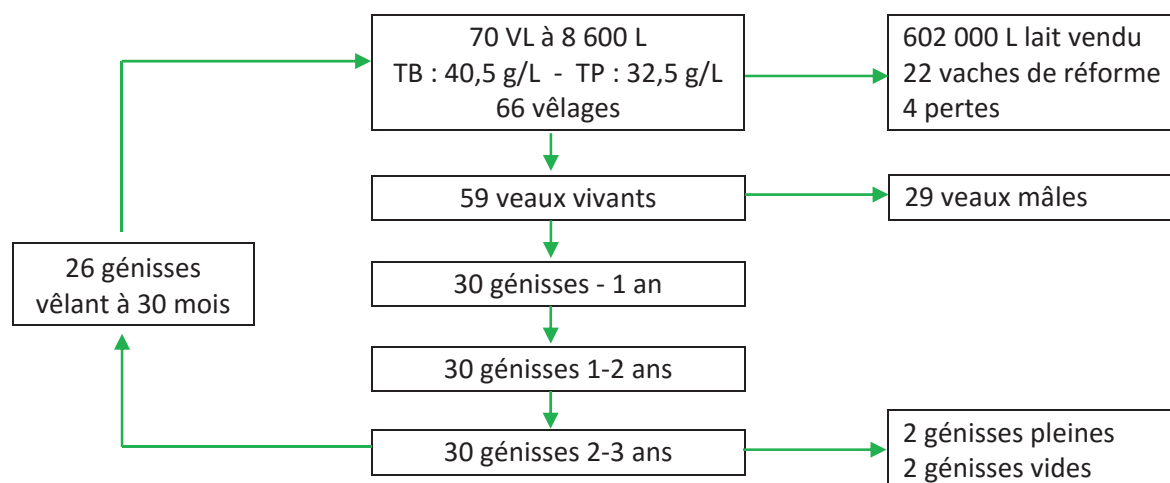 70 VL à 8 600 L
TB : 40,5 g/L - TP : 32,5 g/L
66 vêlages
602 000 L lait vendu
22 vaches de réforme
4 pertes
59 veaux vivants
29 veaux mâles
26 génisses
vêlant à 30 mois
30 génisses - 1 an
30 génisses 1-2 ans
30 génisses 2-3 ans
2 génisses pleines
2 génisses vides